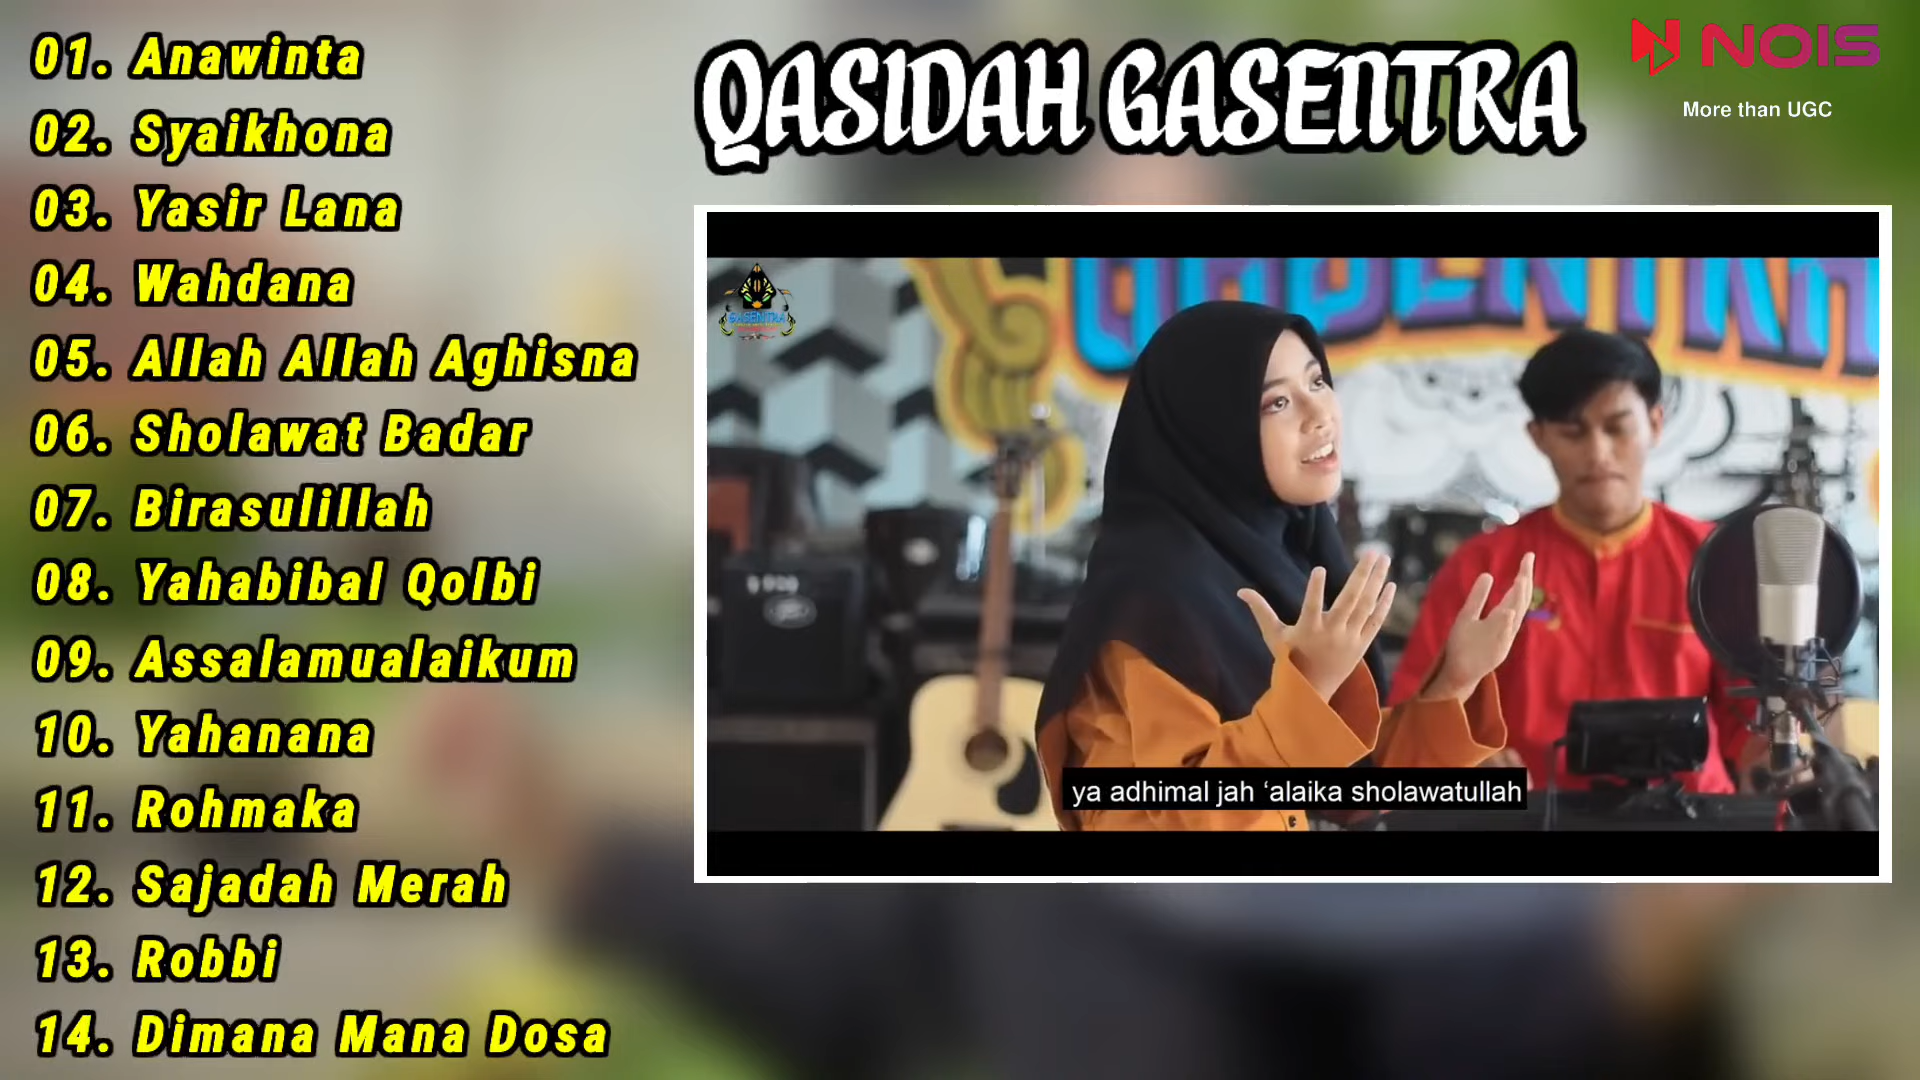 01. Anawinta
02. Syaikhona
03. Yasir Lana
04. Wahdana
05. Allah Allah Aghisna
06. Sholawat Badar
07. Birasulillah
08. Yahabibal Qolbi
09. Assalamualaikum
10. Yahanana
11. Rohmaka
12. Sajadah Merah
13. Robbi
14. Dimana Mana Dosa
QASIDAH GASENTRA
NOIS
More than UGC
GASENTRA
GASENTRA
ya adhimal jah ‘alaika sholawatullah